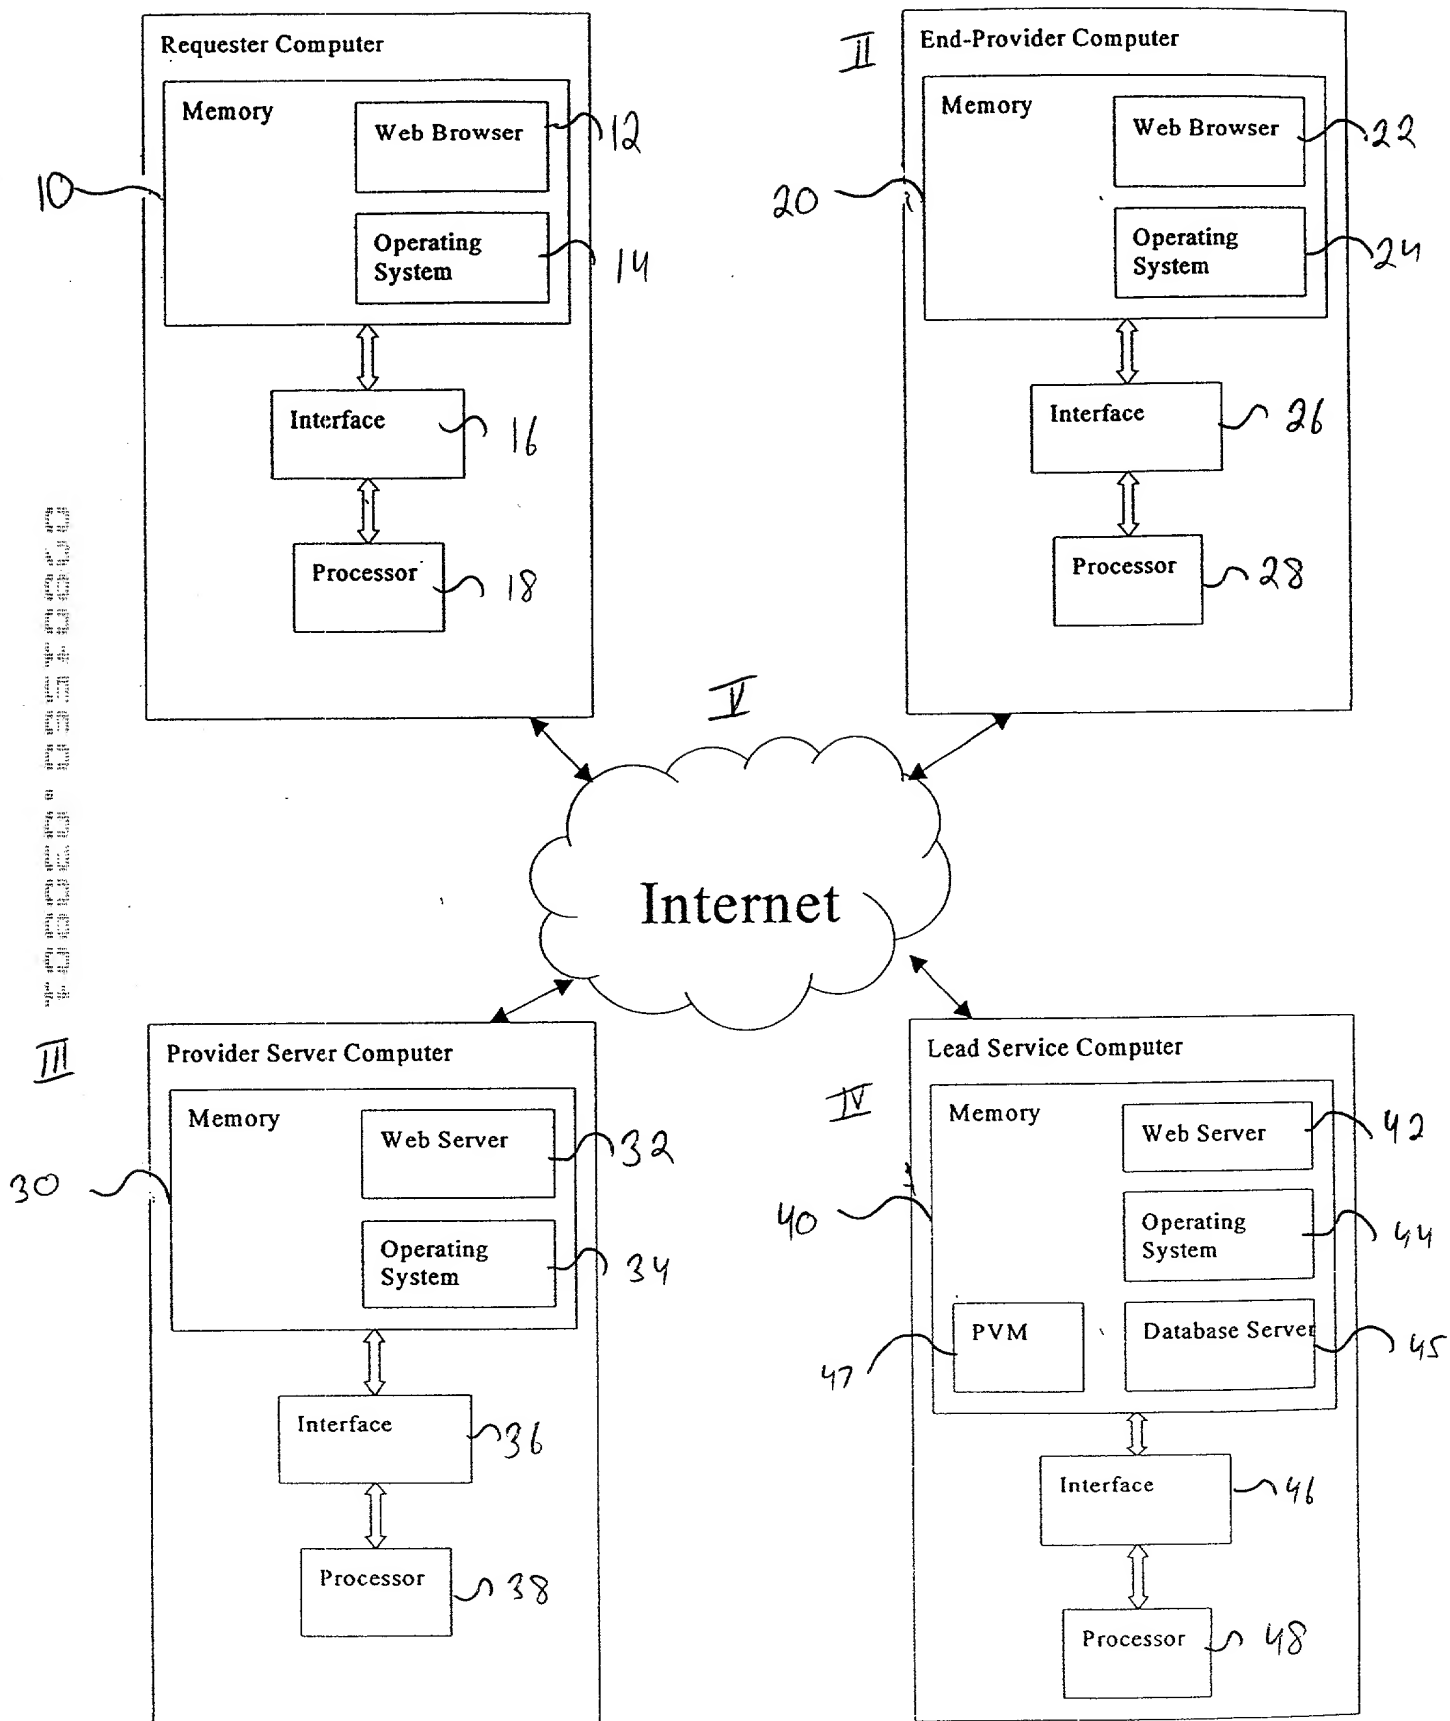 Requester Computer
Memory
Web Browser
12
10
Operating
System
14
Interface
16
Processor
18
II
End-Provider Computer
Memory
Web Browser
22
20
Operating
System
24
Interface
26
Processor
28
V
Internet
III
Provider Server Computer
Memory
Web Server
32
30
Operating
System
34
Interface
36
Processor
38
Lead Service Computer
IV
Memory
Web Server
42
40
Operating
System
44
PVM
47
Database Server
45
Interface
46
Processor
48